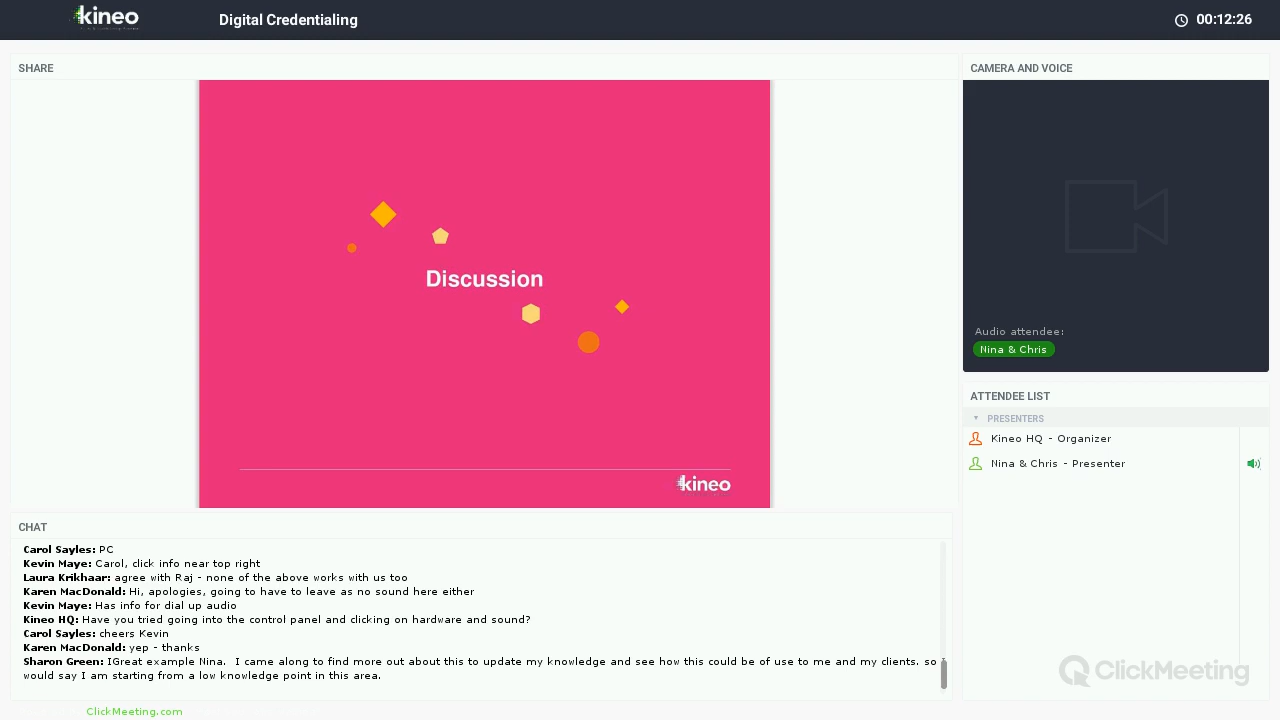 kineo
Digital Credentialing
00:12:26
SHARE
CAMERA AND VOICE
Discussion
kineo
Audio attendee:
Nina & Chris
ATTENDEE LIST
PRESENTERS
Kineo HQ - Organizer
Nina & Chris - Presenter
CHAT
Carol Sayles: PC
Kevin Maye: Carol, click info near top right
Laura Krikhaar: agree with Raj - none of the above works with us too
Karen MacDonald: Hi, apologies, going to have to leave as no sound here either
Kevin Maye: Has info for dial up audio
Kineo HQ: Have you tried going into the control panel and clicking on hardware and sound?
Carol Sayles: cheers Kevin
Karen MacDonald: yep - thanks
Sharon Green: IGreat example Nina.  I came along to find more out about this to update my knowledge and see how this could be of use to me and my clients. so I
would say I am starting from a low knowledge point in this area.
ClickMeeting
ClickMeeting.com